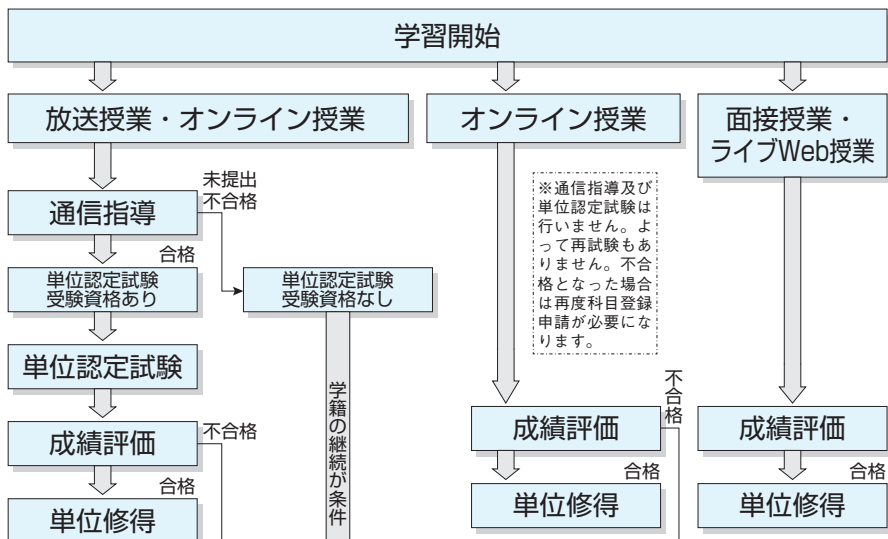 学習開始
放送授業・オンライン授業
オンライン授業
面接授業・
ライブWeb授業
通信指導
未提出
不合格
合格
単位認定試験
受験資格あり
単位認定試験
受験資格なし
※通信指導及び
単位認定試験は
行いません。よ
って再試験もあ
りません。不合
格となった場合
は再度科目登録
申請が必要にな
ります。
単位認定試験
学籍の継続が条件
成績評価
不合格
合格
単位修得
成績評価
不合格
合格
単位修得
成績評価
合格
単位修得